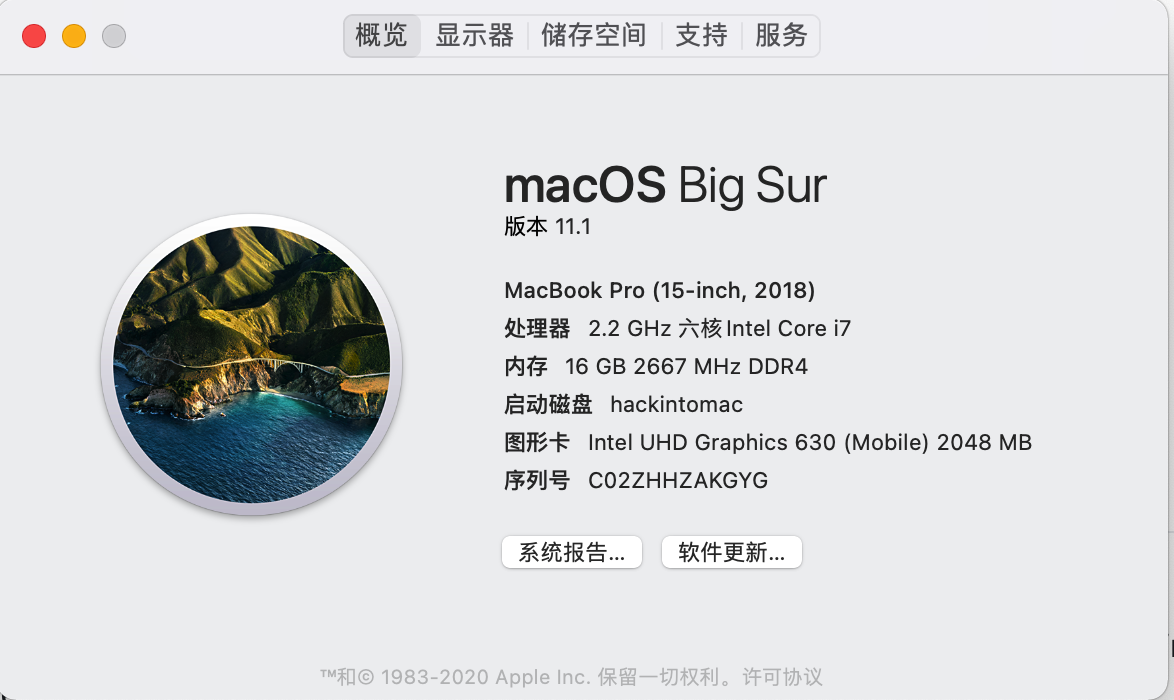 概览 显示器 储存空间 支持 服务
macOS Big Sur
版本 11.1
MacBook Pro (15-inch, 2018)
处理器 2.2 GHz 六核Intel Core i7
内存 16 GB 2667 MHz DDR4
启动磁盘 hackintomac
图形卡 Intel UHD Graphics 630 (Mobile) 2048 MB
序列号 C02ZHHZAKGYG
系统报告... 软件更新...
™和© 1983-2020 Apple Inc. 保留一切权利。许可协议